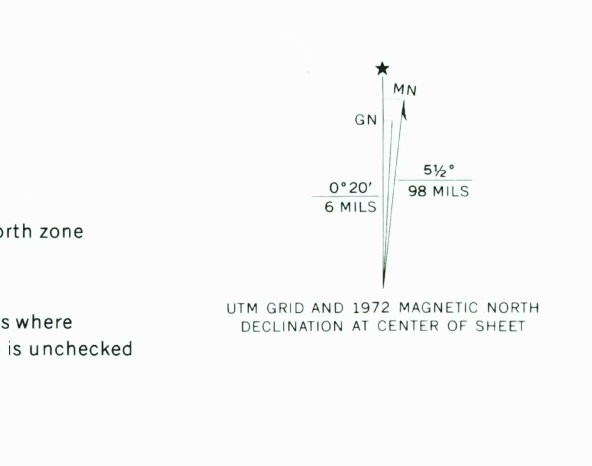 ★
MN
GN
5½°
98 MILS
0°20'
6 MILS
orth zone
UTM GRID AND 1972 MAGNETIC NORTH
DECLINATION AT CENTER OF SHEET
s where
is unchecked